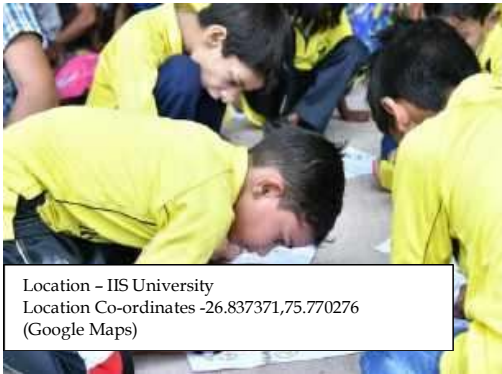 Location – IIS University
Location Co-ordinates -26.837371,75.770276
(Google Maps)